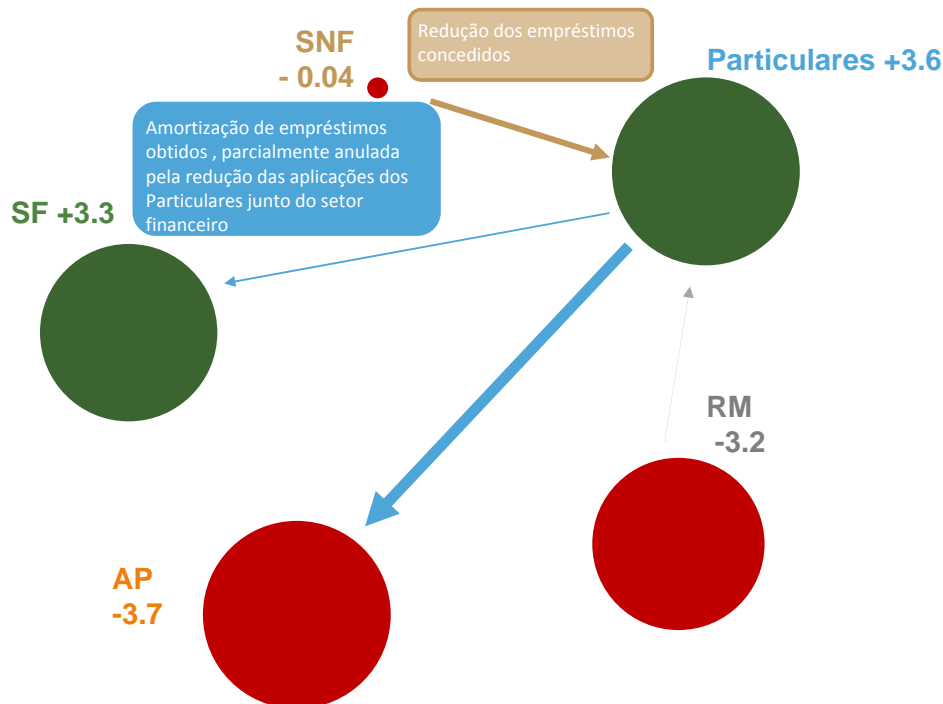 SNF
- 0.04
Redução dos empréstimos
concedidos
Particulares +3.6
Amortização de empréstimos
obtidos , parcialmente anulada
pela redução das aplicações dos
Particulares junto do setor
financeiro
SF +3.3
RM
-3.2
AP
-3.7